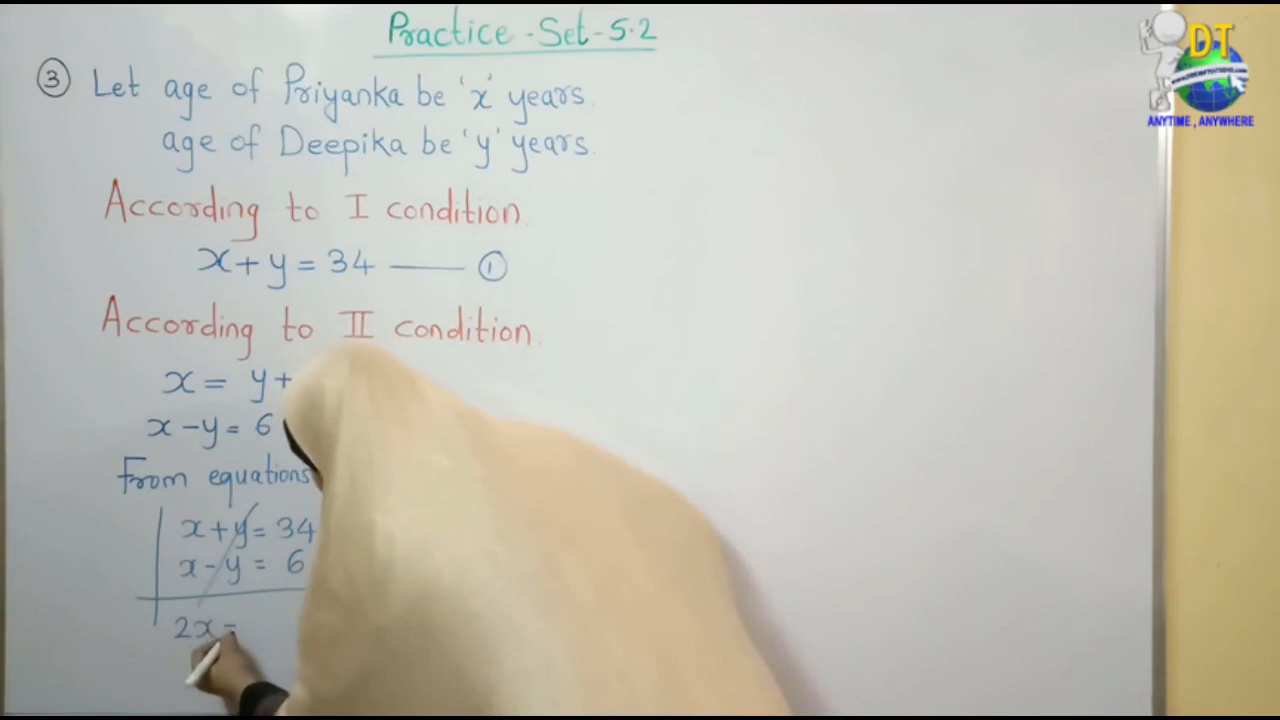 Practice - Set - 5.2
③ Let age of Priyanka be 'x' years.
age of Deepika be 'y' years.
According to I condition.
x + y = 34 —— ①
According to II condition.
x = y +
x - y = 6
From equations
x + y = 34
x - y = 6
2x =
DT
ANYTIME , ANYWHERE